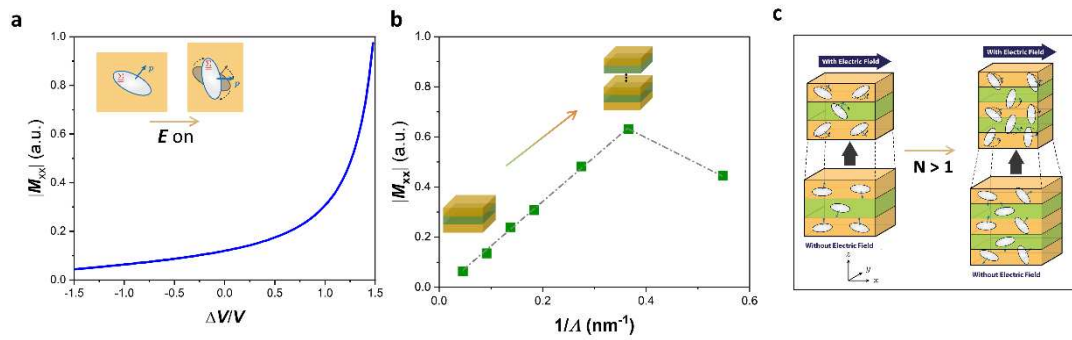 a
|Mxx| (a.u.)
1.0
0.8
0.6
0.4
0.2
0.0
-1.5
-1.0
-0.5
0.0
0.5
1.0
1.5
ΔV/V
p
p
E on
b
|Mxx| (a.u.)
1.0
0.8
0.6
0.4
0.2
0.0
0.0
0.2
0.4
0.6
1/Λ (nm⁻¹)
c
With Electric Field
With Electric Field
N > 1
Without Electric Field
Without Electric Field
z
y
x